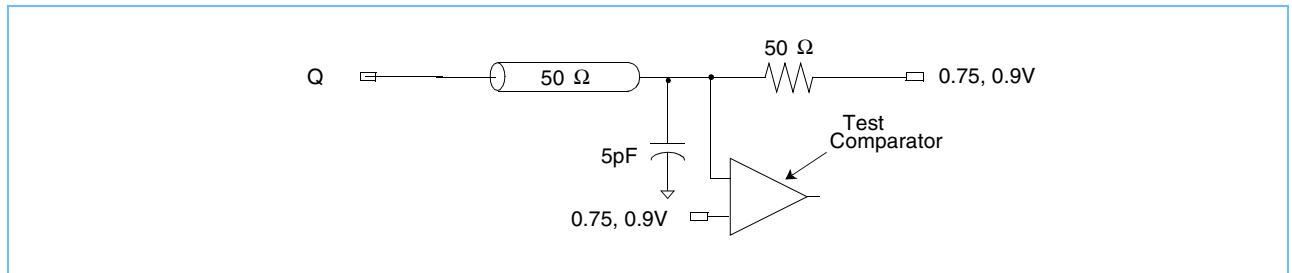 50 Ω
Q
50 Ω
0.75, 0.9V
Test
Comparator
5pF
0.75, 0.9V